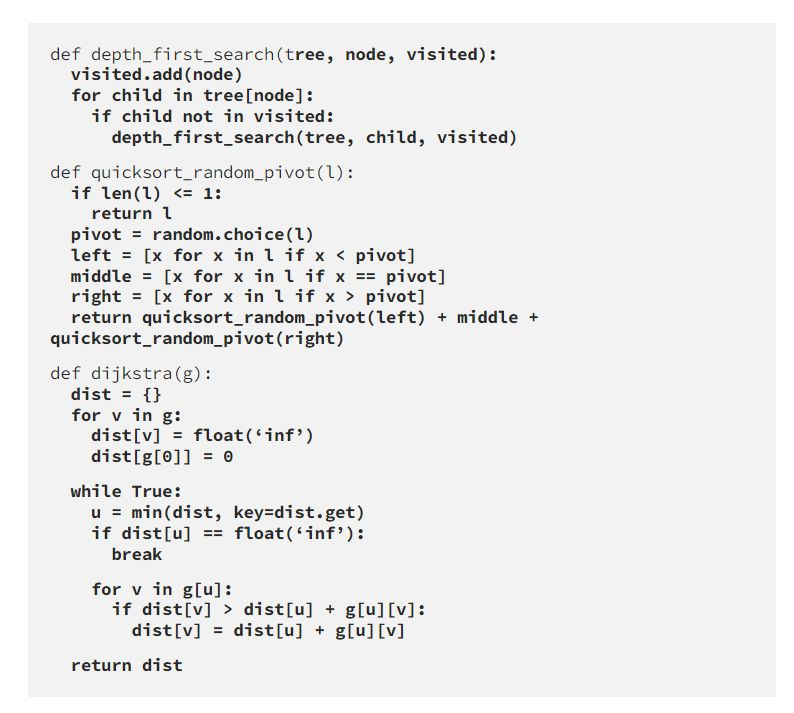 def depth_first_search(tree, node, visited):
  visited.add(node)
  for child in tree[node]:
    if child not in visited:
      depth_first_search(tree, child, visited)
def quicksort_random_pivot(l):
  if len(l) <= 1:
    return l
  pivot = random.choice(l)
  left = [x for x in l if x < pivot]
  middle = [x for x in l if x == pivot]
  right = [x for x in l if x > pivot]
  return quicksort_random_pivot(left) + middle +
quicksort_random_pivot(right)
def dijkstra(g):
  dist = {}
  for v in g:
    dist[v] = float(‘inf’)
    dist[g[0]] = 0
  while True:
    u = min(dist, key=dist.get)
    if dist[u] == float(‘inf’):
      break
    for v in g[u]:
      if dist[v] > dist[u] + g[u][v]:
        dist[v] = dist[u] + g[u][v]
  return dist